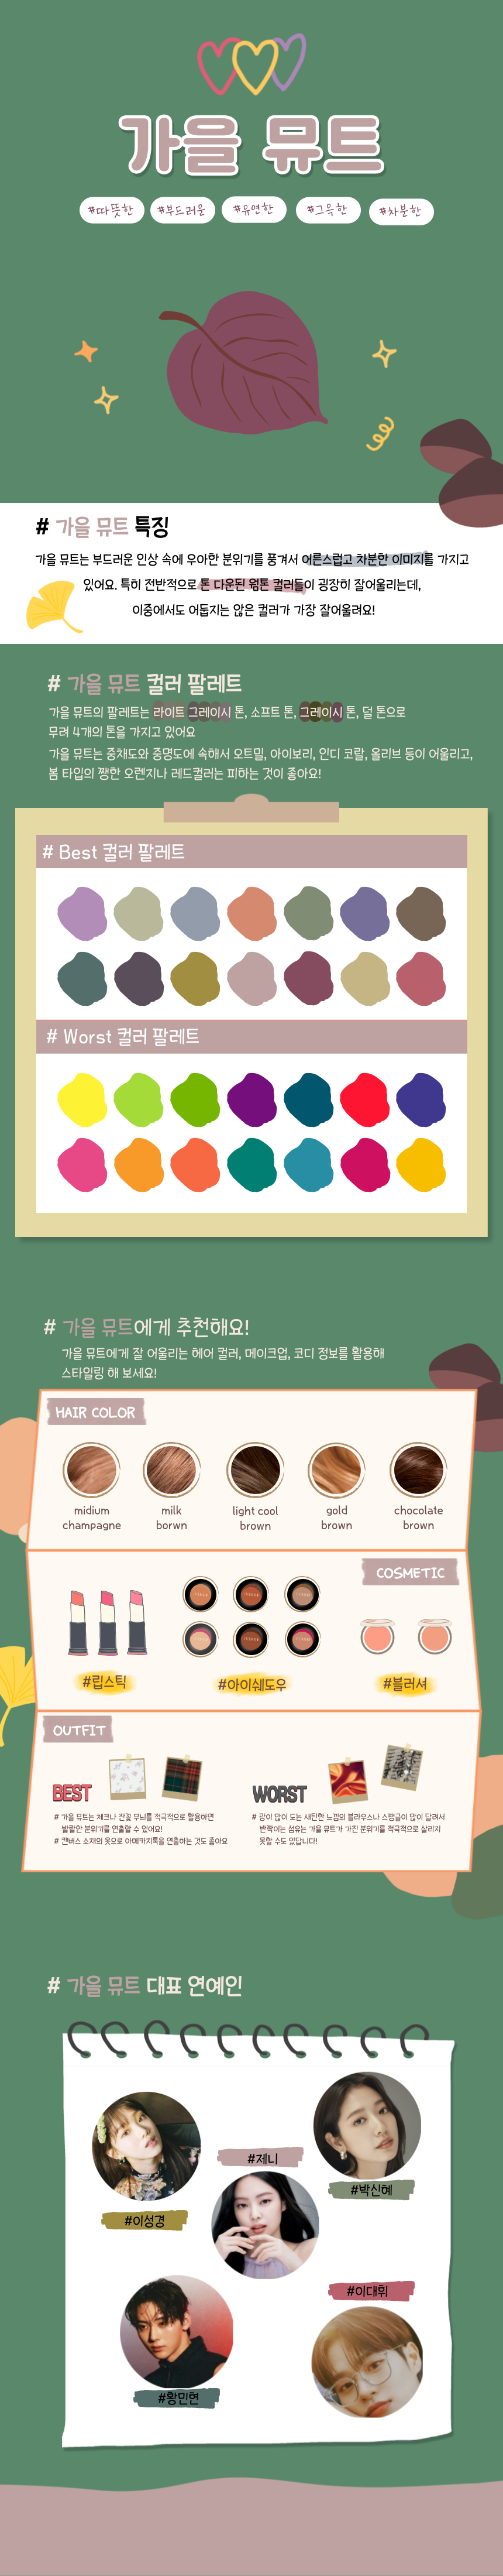 가을 뮤트
#따뜻한 #부드러운 #유연한 #그윽한 #차분한
# 가을 뮤트 특징
가을 뮤트는 부드러운 인상 속에 우아한 분위기를 풍겨서 어른스럽고 차분한 이미지를 가지고
있어요. 특히 전반적으로 톤 다운된 웜톤 컬러들이 굉장히 잘어울리는데,
이중에서도 어둡지는 않은 컬러가 가장 잘어울려요!
# 가을 뮤트 컬러 팔레트
가을 뮤트의 팔레트는 라이트 그레이시 톤, 소프트 톤, 그레이시 톤, 덜 톤으로
무려 4개의 톤을 가지고 있어요
가을 뮤트는 중채도와 중명도에 속해서 오트밀, 아이보리, 인디 코랄, 올리브 등이 어울리고,
봄 타입의 쨍한 오렌지나 레드컬러는 피하는 것이 좋아요!
# Best 컬러 팔레트
# Worst 컬러 팔레트
# 가을 뮤트에게 추천해요!
가을 뮤트에게 잘 어울리는 헤어 컬러, 메이크업, 코디 정보를 활용해
스타일링 해 보세요!
HAIR COLOR
midium
champagne
milk
borwn
light cool
brown
gold
brown
chocolate
brown
COSMETIC
#립스틱
#아이쉐도우
#블러셔
OUTFIT
BEST
# 가을 뮤트는 체크나 잔꽃 무늬를 적극적으로 활용하면
발랄한 분위기를 연출할 수 있어요!
# 캔버스 소재의 옷으로 아메카지룩을 연출하는 것도 좋아요
WORST
# 광이 많이 도는 새틴한 느낌의 블라우스나 스팽글이 많이 달려서
반짝이는 섬유는 가을 뮤트가 가진 분위기를 적극적으로 살리지
못할 수도 있답니다!
# 가을 뮤트 대표 연예인
#제니
#박신혜
#이성경
#이대휘
#황민현